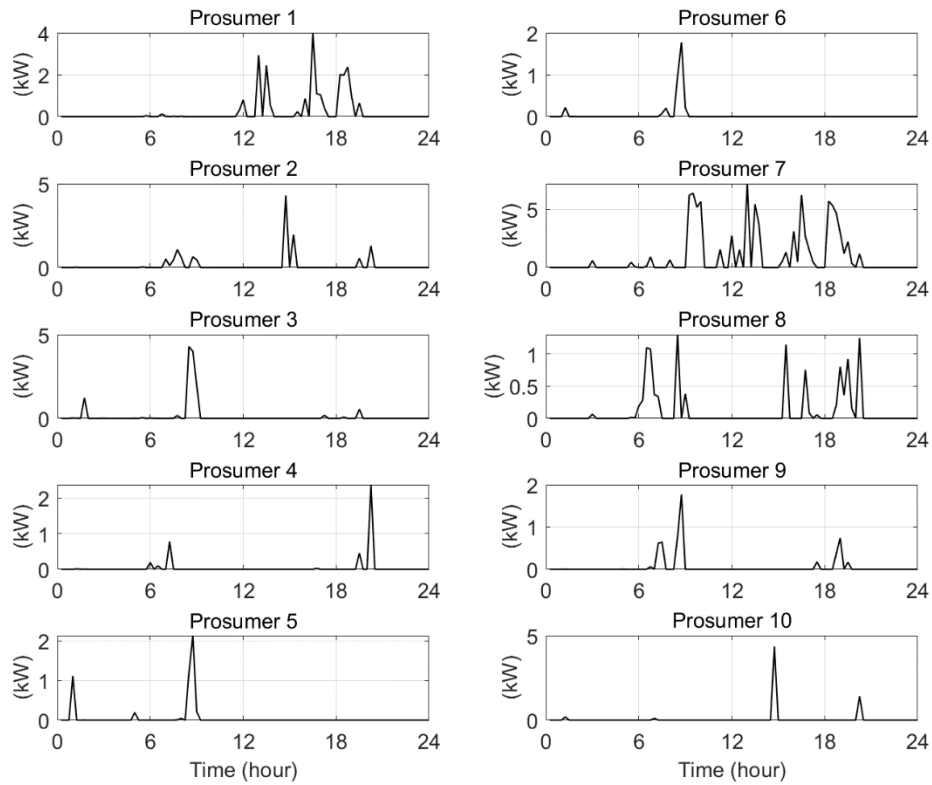 Prosumer 1
4
2
0
(kW)
0 6 12 18 24
Prosumer 2
5
0
(kW)
0 6 12 18 24
Prosumer 3
5
0
(kW)
0 6 12 18 24
Prosumer 4
2
1
0
(kW)
0 6 12 18 24
Prosumer 5
2
1
0
(kW)
0 6 12 18 24
Time (hour)
Prosumer 6
2
1
0
(kW)
0 6 12 18 24
Prosumer 7
5
0
(kW)
0 6 12 18 24
Prosumer 8
1
0.5
0
(kW)
0 6 12 18 24
Prosumer 9
2
1
0
(kW)
0 6 12 18 24
Prosumer 10
5
0
(kW)
0 6 12 18 24
Time (hour)